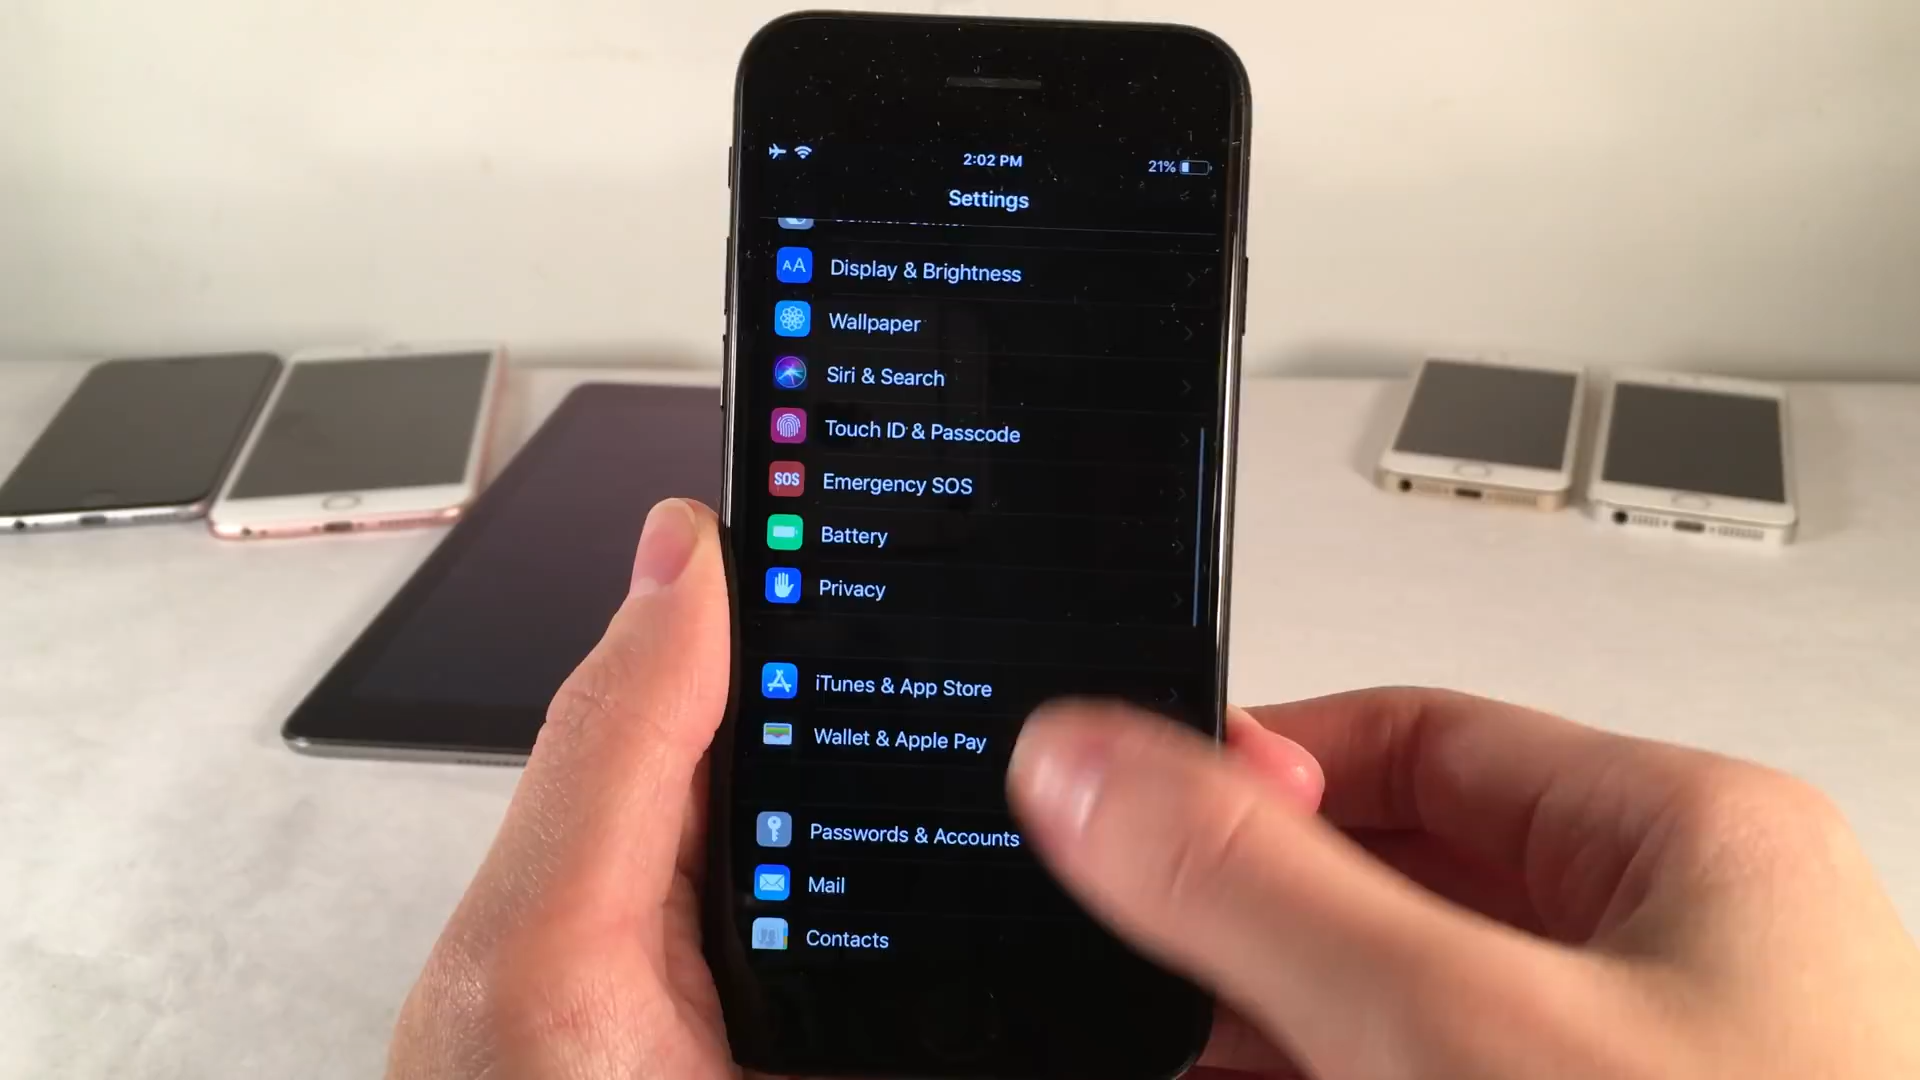 2:02 PM
21%
Settings
AA
Display & Brightness
Wallpaper
Siri & Search
Touch ID & Passcode
SOS
Emergency SOS
Battery
Privacy
iTunes & App Store
Wallet & Apple Pay
Passwords & Accounts
Mail
Contacts